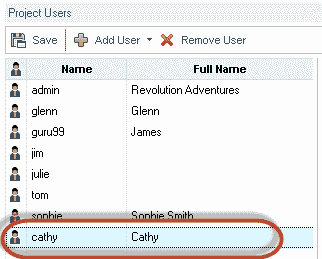 Project Users
Save Add User Remove User
Name Full Name
admin Revolution Adventures
glenn Glenn
guru99 James
jim
julie
tom
sophie Sophie Smith
cathy Cathy